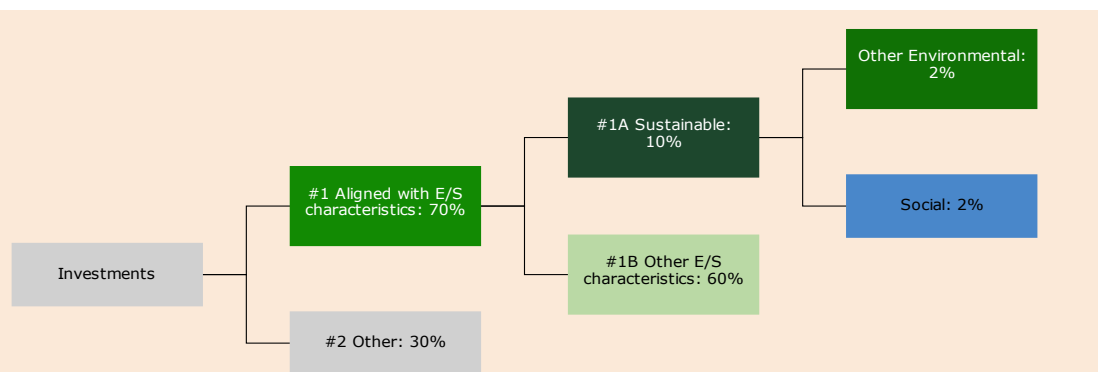 Other Environmental:
2%
#1A Sustainable:
10%
#1 Aligned with E/S
characteristics: 70%
Social: 2%
Investments
#1B Other E/S
characteristics: 60%
#2 Other: 30%